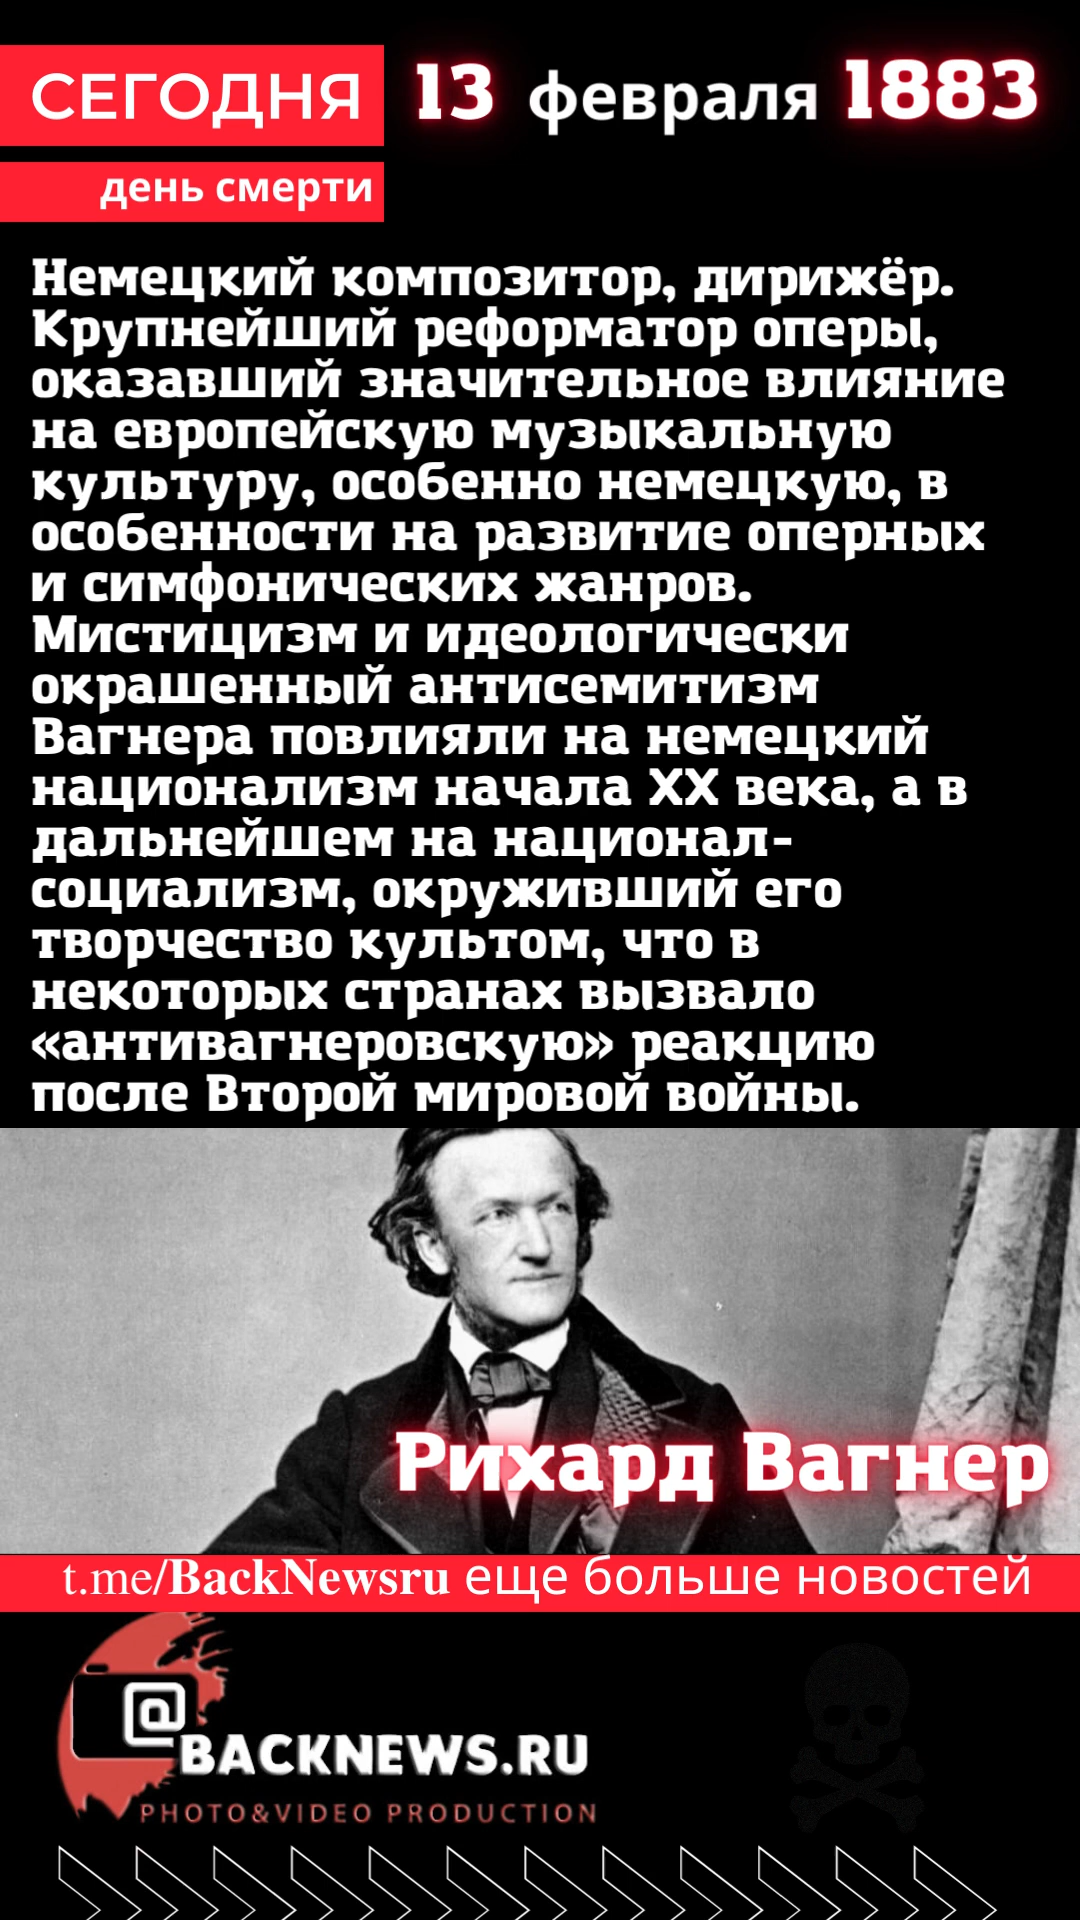 СЕГОДНЯ 13 февраля 1883
день смерти
Немецкий композитор, дирижёр.
Крупнейший реформатор оперы,
оказавший значительное влияние
на европейскую музыкальную
культуру, особенно немецкую, в
особенности на развитие оперных
и симфонических жанров.
Мистицизм и идеологически
окрашенный антисемитизм
Вагнера повлияли на немецкий
национализм начала XX века, а в
дальнейшем на национал-
социализм, окруживший его
творчество культом, что в
некоторых странах вызвало
«антивагнеровскую» реакцию
после Второй мировой войны.
Рихард Вагнер
t.me/BackNewsru еще больше новостей
@BACKNEWS.RU
PHOTO&VIDEO PRODUCTION